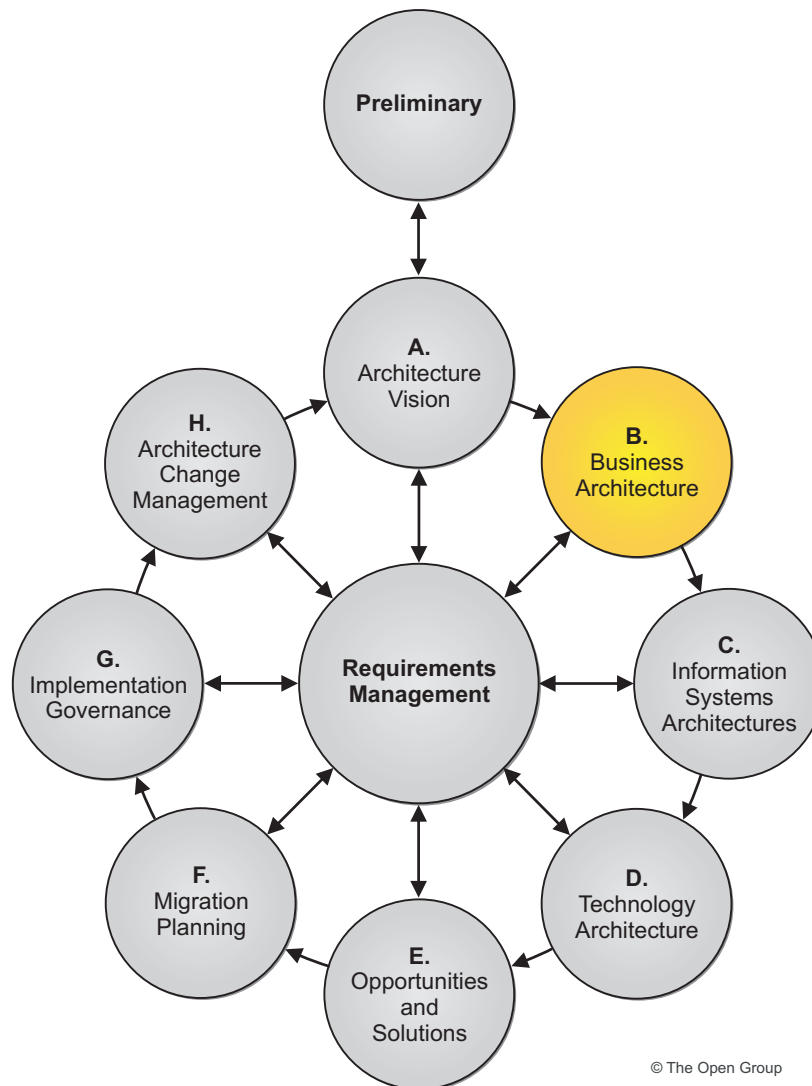 Preliminary
A.
Architecture
Vision
B.
Business
Architecture
C.
Information
Systems
Architectures
D.
Technology
Architecture
E.
Opportunities
and
Solutions
F.
Migration
Planning
G.
Implementation
Governance
H.
Architecture
Change
Management
Requirements
Management
© The Open Group